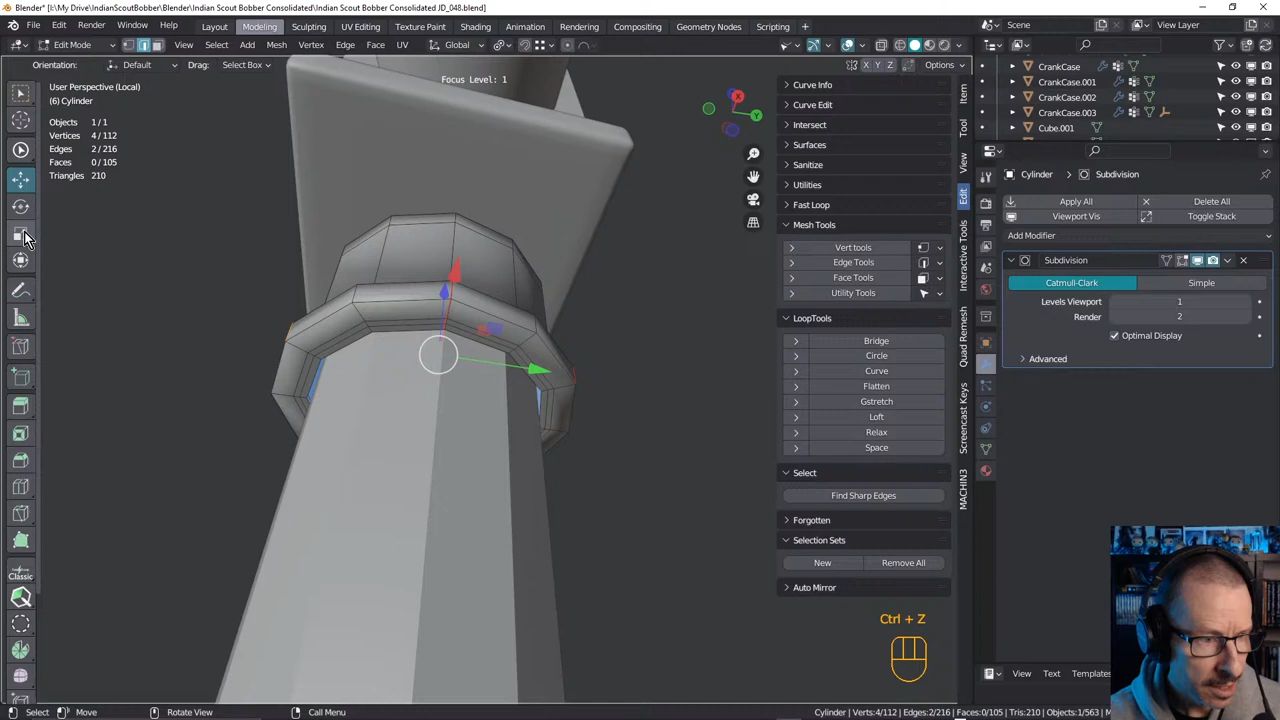 Blender* [I:\My Drive\IndianScoutBobber\Blender\Indian Scout Bobber Consolidated\Indian Scout Bobber Consolidated JD_048.blend]
File Edit Render Window Help Layout Modeling Sculpting UV Editing Texture Paint Shading Animation Rendering Compositing Geometry Nodes Scripting + Scene View Layer
Edit Mode View Select Add Mesh Vertex Edge Face UV Global
Orientation: Default Drag: Select Box X Y Z Options
User Perspective (Local)
(6) Cylinder
Objects 1/1
Vertices 4/112
Edges 2/216
Faces 0/105
Triangles 210
Focus Level: 1
X
Y
Classic
Curve Info
Curve Edit
Intersect
Surfaces
Sanitize
Utilities
Fast Loop
Mesh Tools
Vert tools
Edge Tools
Face Tools
Utility Tools
LoopTools
Bridge
Circle
Curve
Flatten
Gstretch
Loft
Relax
Space
Select
Find Sharp Edges
Forgotten
Selection Sets
New Remove All
Auto Mirror
Ctrl + Z
Item
Tool
View
Edit
Interactive Tools
Quad Remesh
Screencast Keys
MACHIN3
CrankCase
CrankCase.001
CrankCase.002
CrankCase.003
Cube.001
Cylinder > Subdivision
Apply All Delete All
Viewport Vis Toggle Stack
Add Modifier
Subdivision
Catmull-Clark Simple
Levels Viewport 1
Render 2
Optimal Display
Advanced
View Text Templates
Select Move Rotate View Call Menu
Cylinder | Verts:4/112 | Edges:2/216 | Faces:0/105 | Tris:210 | Objects:1/563